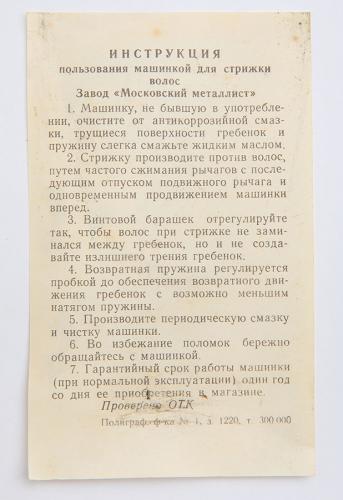 ИНСТРУКЦИЯ
пользования машинкой для стрижки
волос
Завод «Московский металлист»
1. Машинку, не бывшую в употребле-
нии, очистите от антикоррозийной смаз-
ки, трущиеся поверхности гребенок и
пружину слегка смажьте жидким маслом.
2. Стрижку производите против волос,
путем частого сжимания рычагов с после-
дующим отпуском подвижного рычага и
одновременным продвижением машинки
вперед.
3. Винтовой барашек отрегулируйте
так, чтобы волос при стрижке не зами-
нался между гребенок, но и не созда-
вайте излишнего трения гребенок.
4. Возвратная пружина регулируется
пробкой до обеспечения возвратного дви-
жения гребенок с возможно меньшим
натягом пружины.
5. Производите периодическую смазку
и чистку машинки.
6. Во избежание поломок бережно
обращайтесь с машинкой.
7. Гарантийный срок работы машинки
(при нормальной эксплуатации) один год
со дня ее приобретения в магазине.
Проверено ОТК
Полиграф. ф-ка № 1, з. 1220, т. 300 000